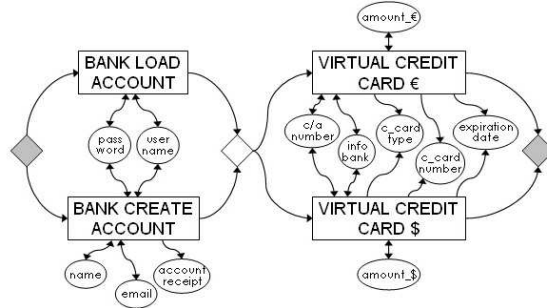 amount_€
BANK LOAD
ACCOUNT
VIRTUAL CREDIT
CARD €
pass
word
user
name
c/a
number
info
bank
c_card
type
c_card
number
expiration
date
BANK CREATE
ACCOUNT
VIRTUAL CREDIT
CARD $
name
email
account
receipt
amount_$